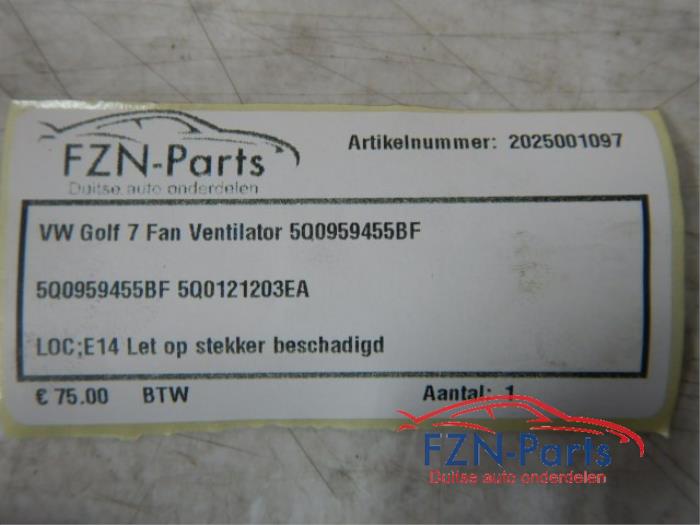 FZN-Parts
Duitse auto onderdelen
Artikelnummer: 2025001097
VW Golf 7 Fan Ventilator 5Q0959455BF
5Q0959455BF 5Q0121203EA
LOC;E14 Let op stekker beschadigd
€ 75.00 BTW Aantal: 1
FZN-Parts
Duitse auto onderdelen